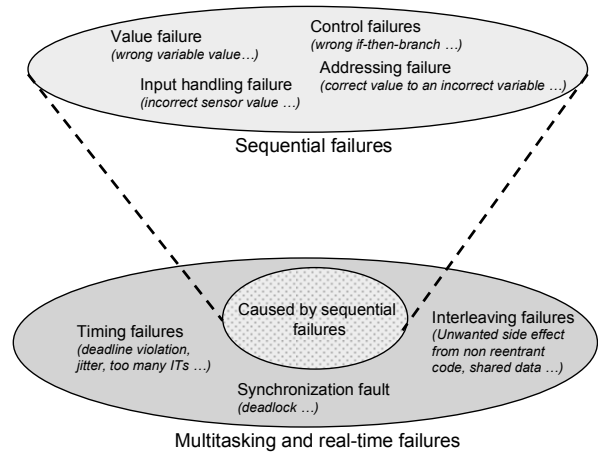 Value failure
(wrong variable value…)
Control failures
(wrong if-then-branch …)
Input handling failure
(incorrect sensor value …)
Addressing failure
(correct value to an incorrect variable …)
Sequential failures
Caused by sequential
failures
Timing failures
(deadline violation,
jitter, too many ITs …)
Interleaving failures
(Unwanted side effect
from non reentrant
code, shared data …)
Synchronization fault
(deadlock …)
Multitasking and real-time failures